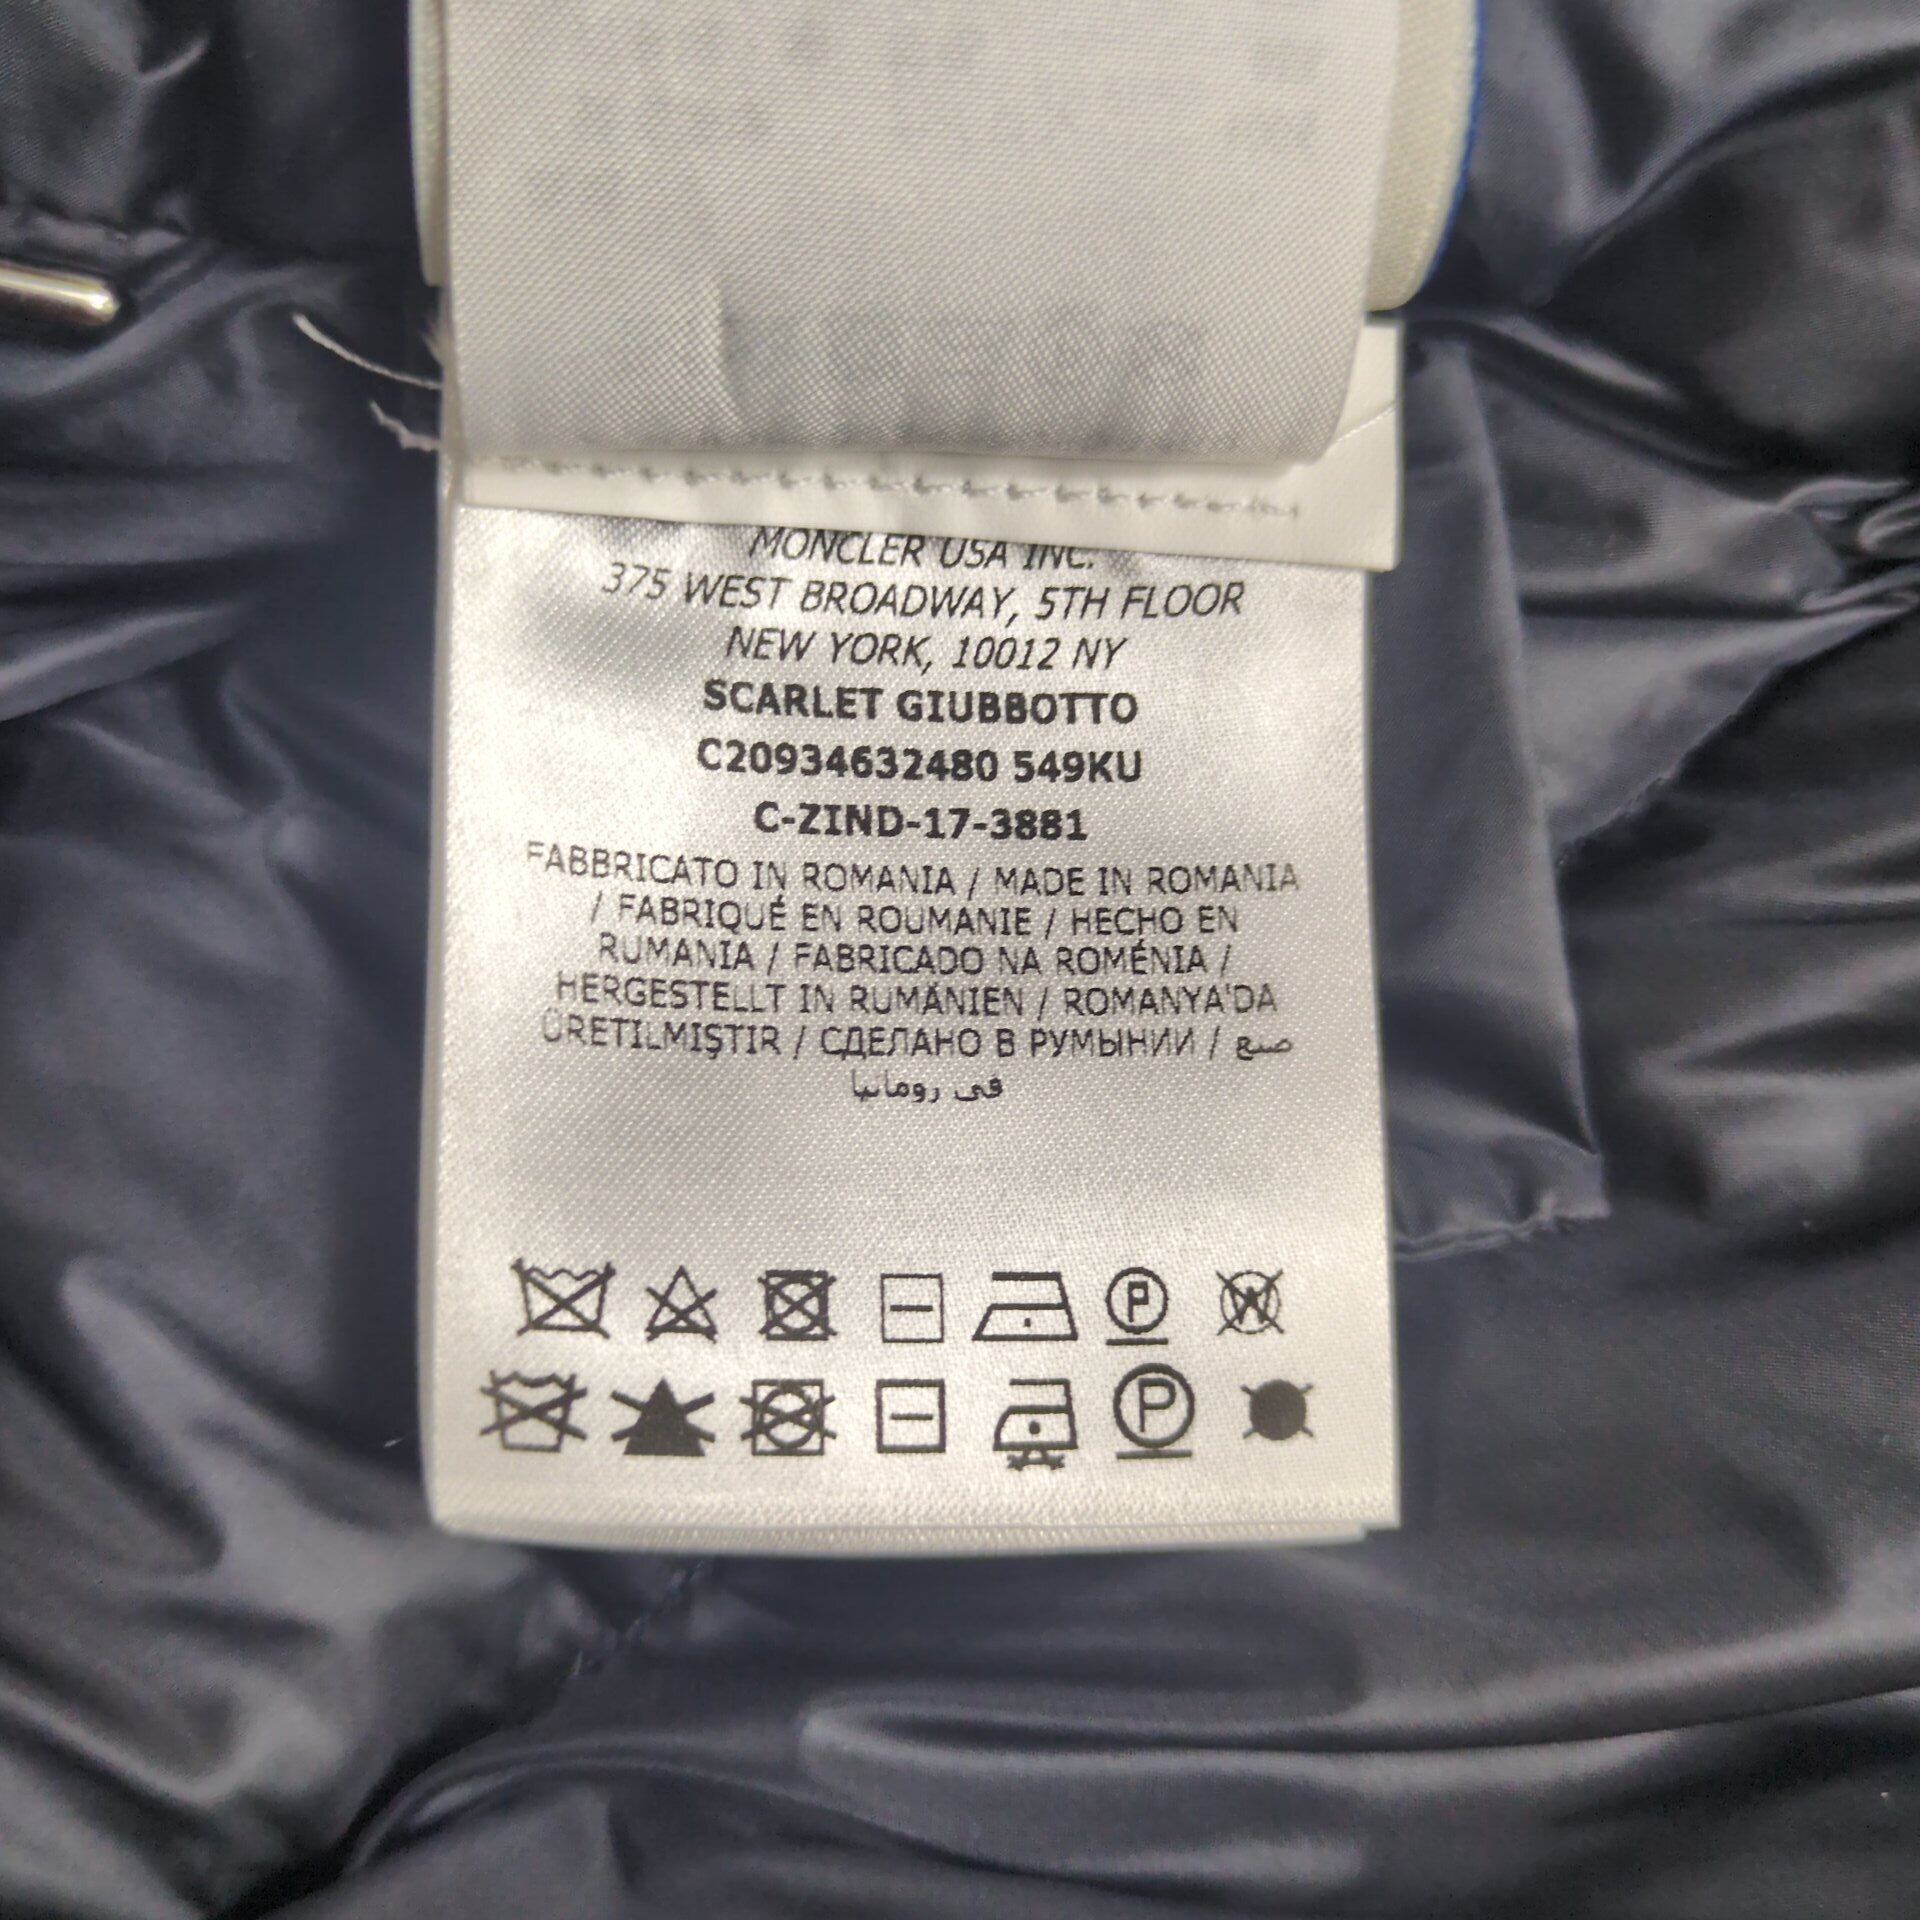 MONCLER USA INC.
375 WEST BROADWAY, 5TH FLOOR
NEW YORK, 10012 NY
SCARLET GIUBBOTTO
C20934632480 549KU
C-ZIND-17-3881
FABBRICATO IN ROMANIA / MADE IN ROMANIA
/ FABRIQUÉ EN ROUMANIE / HECHO EN
RUMANIA / FABRICADO NA ROMÉNIA /
HERGESTELLT IN RUMÄNIEN / ROMANYA'DA
ÜRETILMIŞTIR / СДЕЛАНО В РУМЫНИИ / صنع
في رومانيا
P W
P